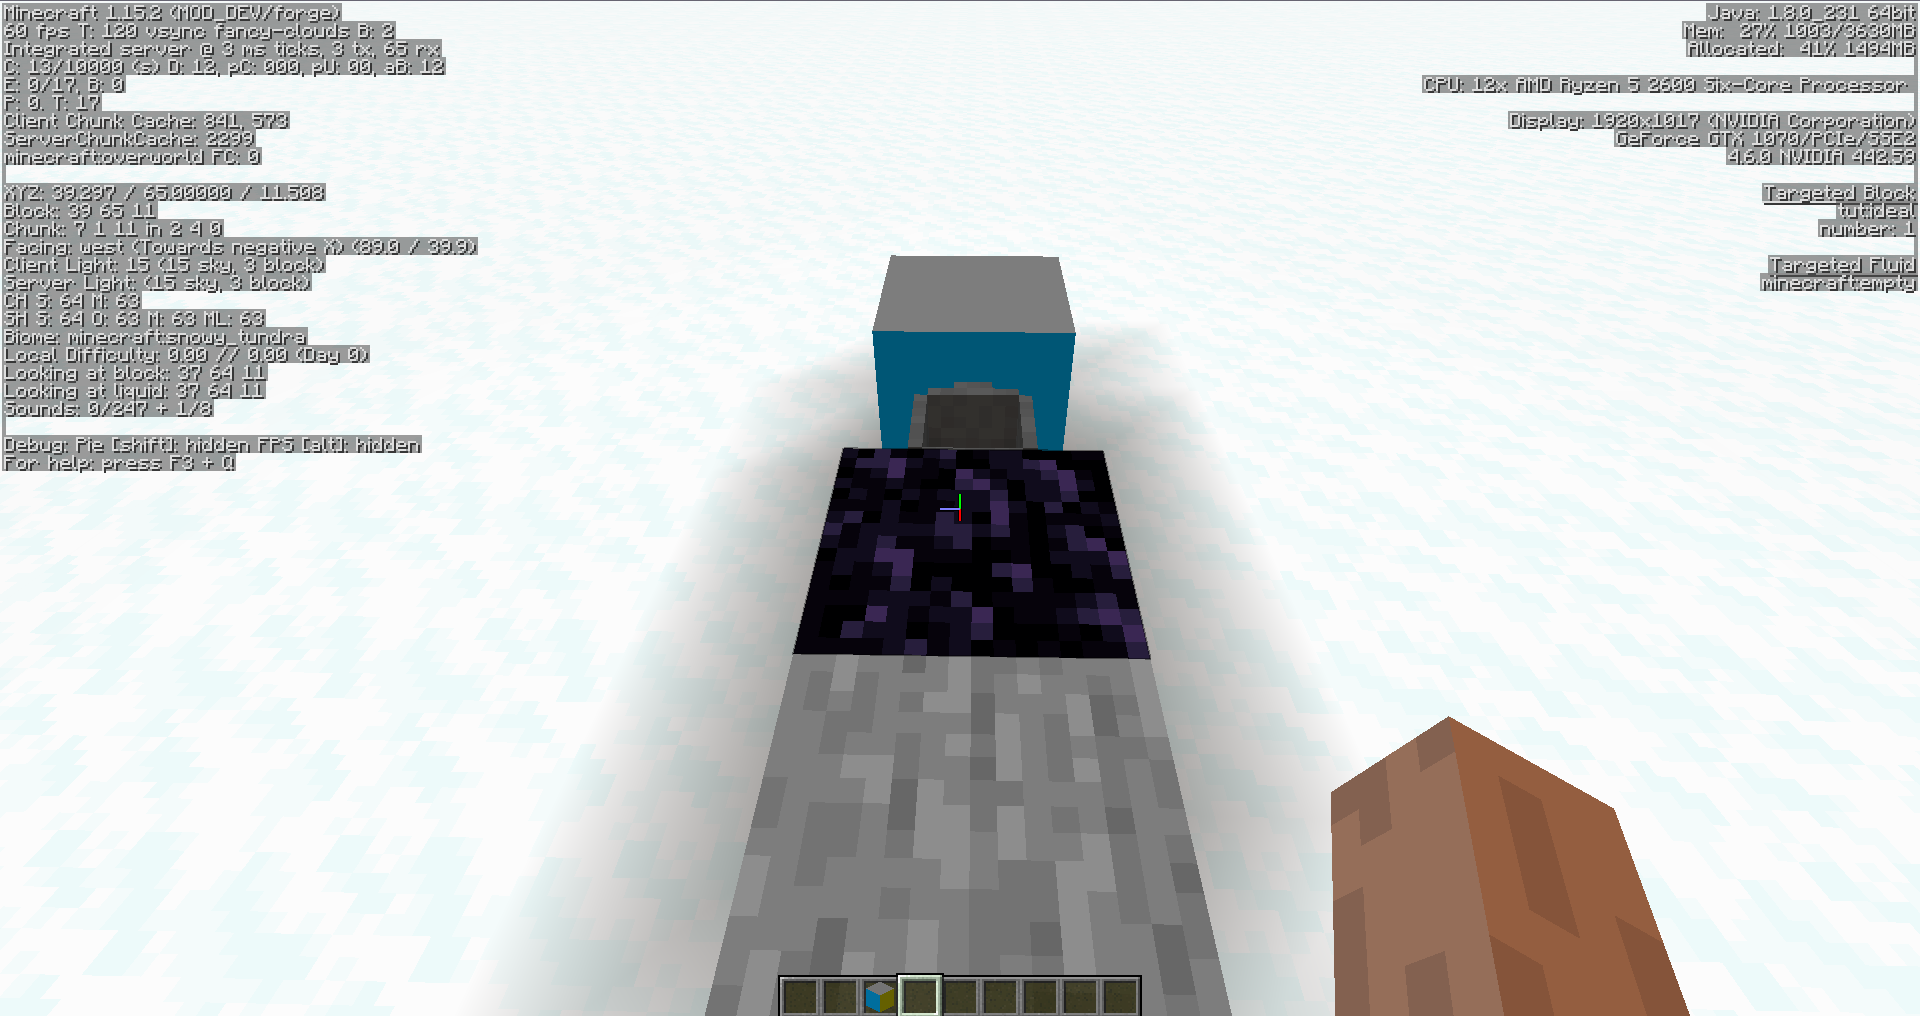 Minecraft 1.15.2 (MOD_DEV/forge)
60 fps T: 120 vsync fancy-clouds B: 2
Integrated server @ 3 ms ticks, 3 tx, 65 rx
C: 13/10000 (s) D: 12, pC: 000, pU: 00, aB: 12
E: 0/17, B: 0
P: 0. T: 17
Client Chunk Cache: 841, 573
ServerChunkCache: 2299
minecraft:overworld FC: 0
XYZ: 39.297 / 65.00000 / 11.508
Block: 39 65 11
Chunk: 7 1 11 in 2 4 0
Facing: west (Towards negative X) (89.0 / 39.9)
Client Light: 15 (15 sky, 3 block)
Server Light: (15 sky, 3 block)
CH S: 64 M: 63
SH S: 64 O: 63 M: 63 ML: 63
Biome: minecraft:snowy_tundra
Local Difficulty: 0.00 // 0.00 (Day 0)
Looking at block: 37 64 11
Looking at liquid: 37 64 11
Sounds: 0/247 + 1/8
Debug: Pie [shift]: hidden FPS [alt]: hidden
For help: press F3 + Q
Java: 1.8.0_231 64bit
Mem: 27% 1003/3630MB
Allocated: 41% 1494MB
CPU: 12x AMD Ryzen 5 2600 Six-Core Processor
Display: 1920x1017 (NVIDIA Corporation)
GeForce GTX 1070/PCIe/SSE2
4.6.0 NVIDIA 442.59
Targeted Block
tut:ideal
number: 1
Targeted Fluid
minecraft:empty